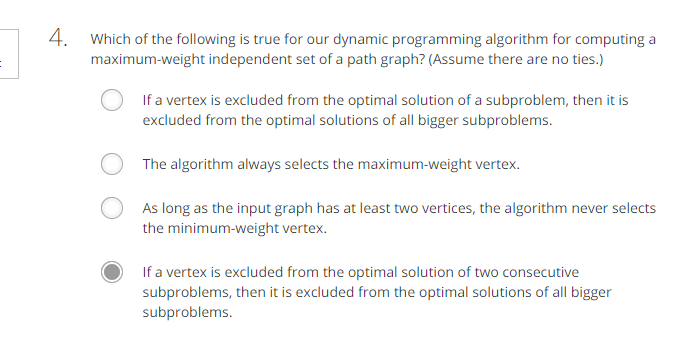 4. Which of the following is true for our dynamic programming algorithm for computing a
maximum-weight independent set of a path graph? (Assume there are no ties.)
If a vertex is excluded from the optimal solution of a subproblem, then it is
excluded from the optimal solutions of all bigger subproblems.
The algorithm always selects the maximum-weight vertex.
As long as the input graph has at least two vertices, the algorithm never selects
the minimum-weight vertex.
If a vertex is excluded from the optimal solution of two consecutive
subproblems, then it is excluded from the optimal solutions of all bigger
subproblems.